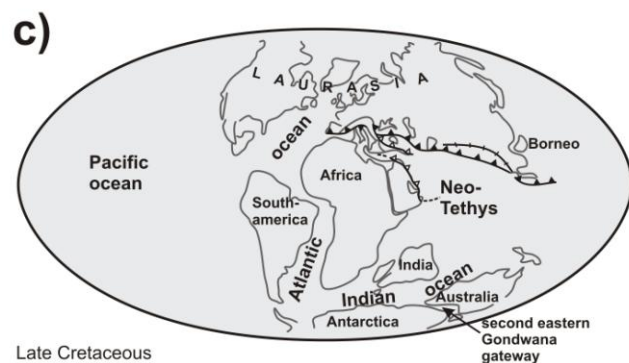 c)
LAURASIA
ocean
Borneo
Pacific
ocean
Africa
Neo-
Tethys
South-
america
Atlantic
India
ocean
Indian
Australia
Antarctica
second eastern
Gondwana
gateway
Late Cretaceous